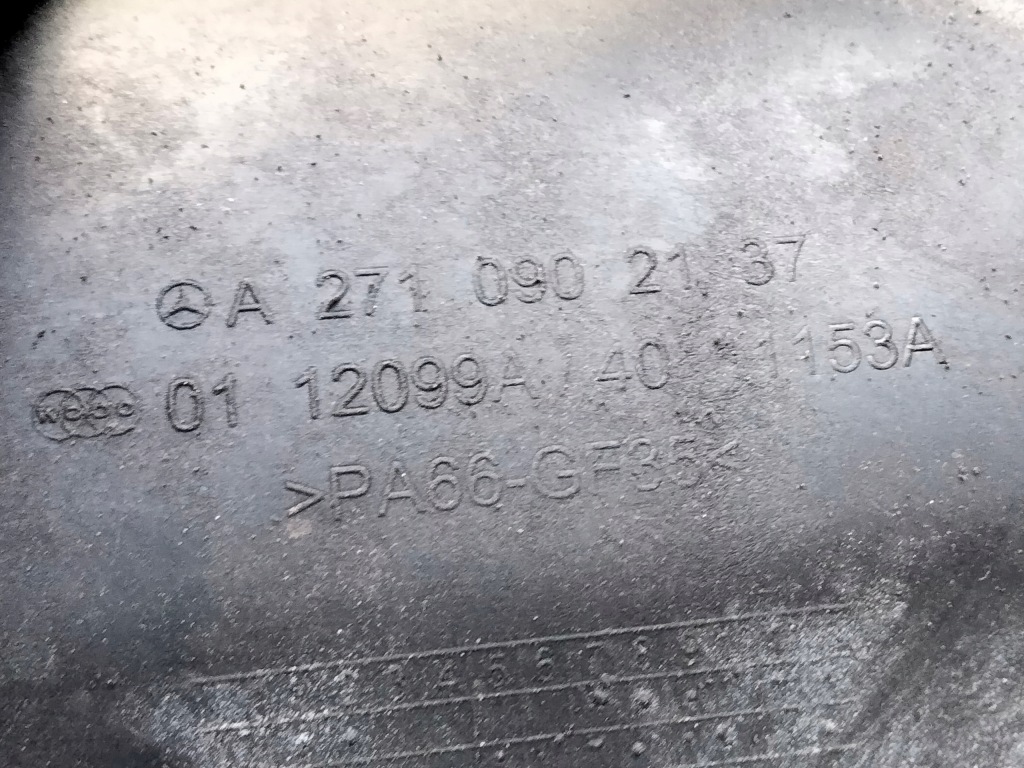 A 271 090 21 37
01 12099A / 40 1153A
>PA66-GF35<